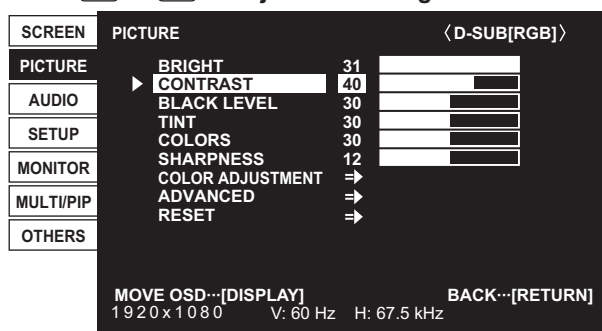 SCREEN
PICTURE
AUDIO
SETUP
MONITOR
MULTI/PIP
OTHERS
PICTURE 〈D-SUB[RGB]〉
BRIGHT 31
CONTRAST 40
BLACK LEVEL 30
TINT 30
COLORS 30
SHARPNESS 12
COLOR ADJUSTMENT
ADVANCED
RESET
MOVE OSD···[DISPLAY] BACK···[RETURN]
1920x1080 V: 60 Hz H: 67.5 kHz